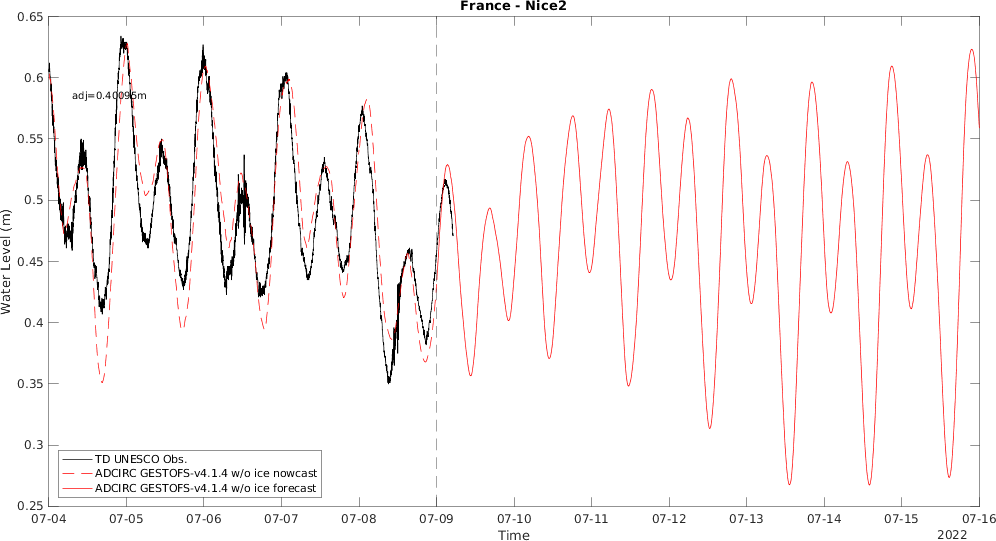 France - Nice2
0.65
0.6
0.55
0.5
0.45
0.4
0.35
0.3
0.25
Water Level (m)
adj=0.40095m
TD UNESCO Obs.
ADCIRC GESTOFS-v4.1.4 w/o ice nowcast
ADCIRC GESTOFS-v4.1.4 w/o ice forecast
07-04 07-05 07-06 07-07 07-08 07-09 07-10 07-11 07-12 07-13 07-14 07-15 07-16
Time
2022